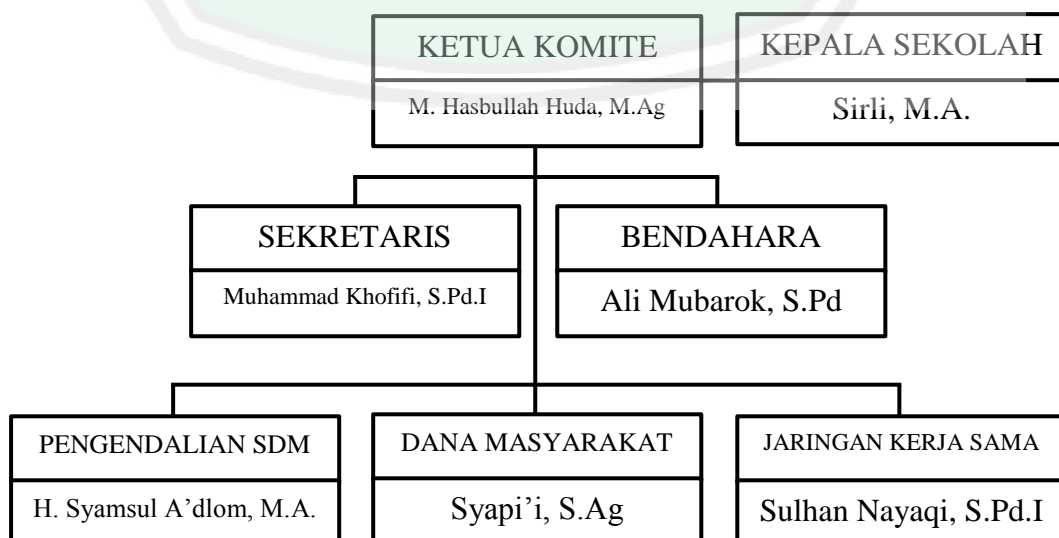 KETUA KOMITE
M. Hasbullah Huda, M.Ag
KEPALA SEKOLAH
Sirli, M.A.
SEKRETARIS
Muhammad Khofifi, S.Pd.I
BENDAHARA
Ali Mubarok, S.Pd
PENGENDALIAN SDM
H. Syamsul A’dlom, M.A.
DANA MASYARAKAT
Syapi’i, S.Ag
JARINGAN KERJA SAMA
Sulhan Nayaqi, S.Pd.I